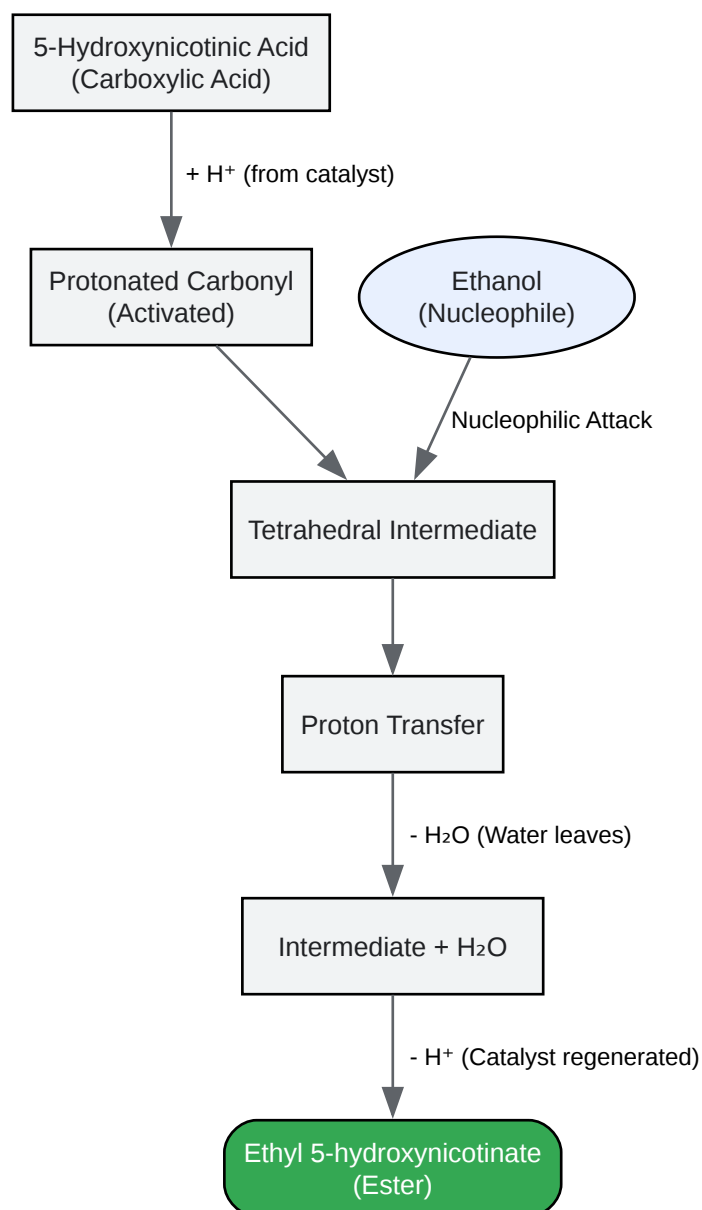 5-Hydroxynicotinic Acid
(Carboxylic Acid)
+ H⁺ (from catalyst)
Protonated Carbonyl
(Activated)
Ethanol
(Nucleophile)
Nucleophilic Attack
Tetrahedral Intermediate
Proton Transfer
- H₂O (Water leaves)
Intermediate + H₂O
- H⁺ (Catalyst regenerated)
Ethyl 5-hydroxynicotinate
(Ester)